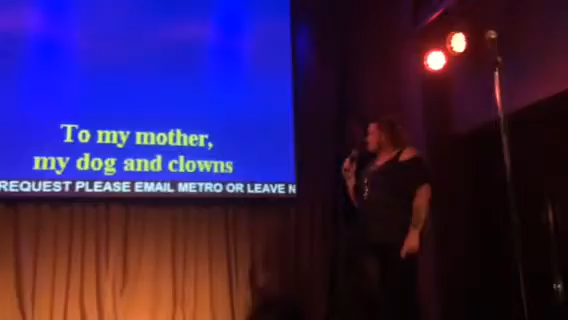 To my mother,
my dog and clowns
REQUEST PLEASE EMAIL METRO OR LEAVE N